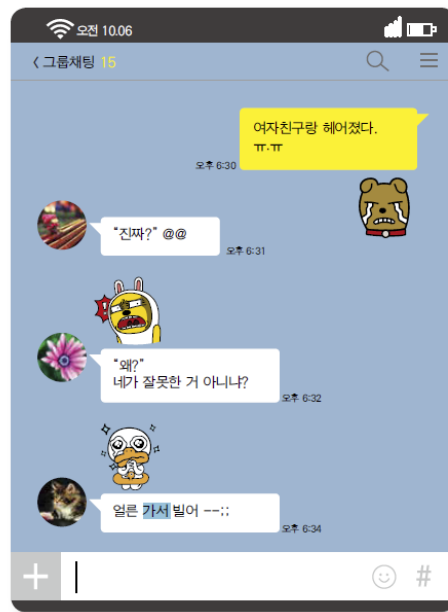 오전 10.06
〈 그룹채팅 15
여자친구랑 헤어졌다.
ㅠ.ㅠ
오후 6:30
“진짜?” @@
오후 6:31
“왜?”
네가 잘못한 거 아니냐?
오후 6:32
얼른 가서 빌어 --;;
오후 6:34
+
#